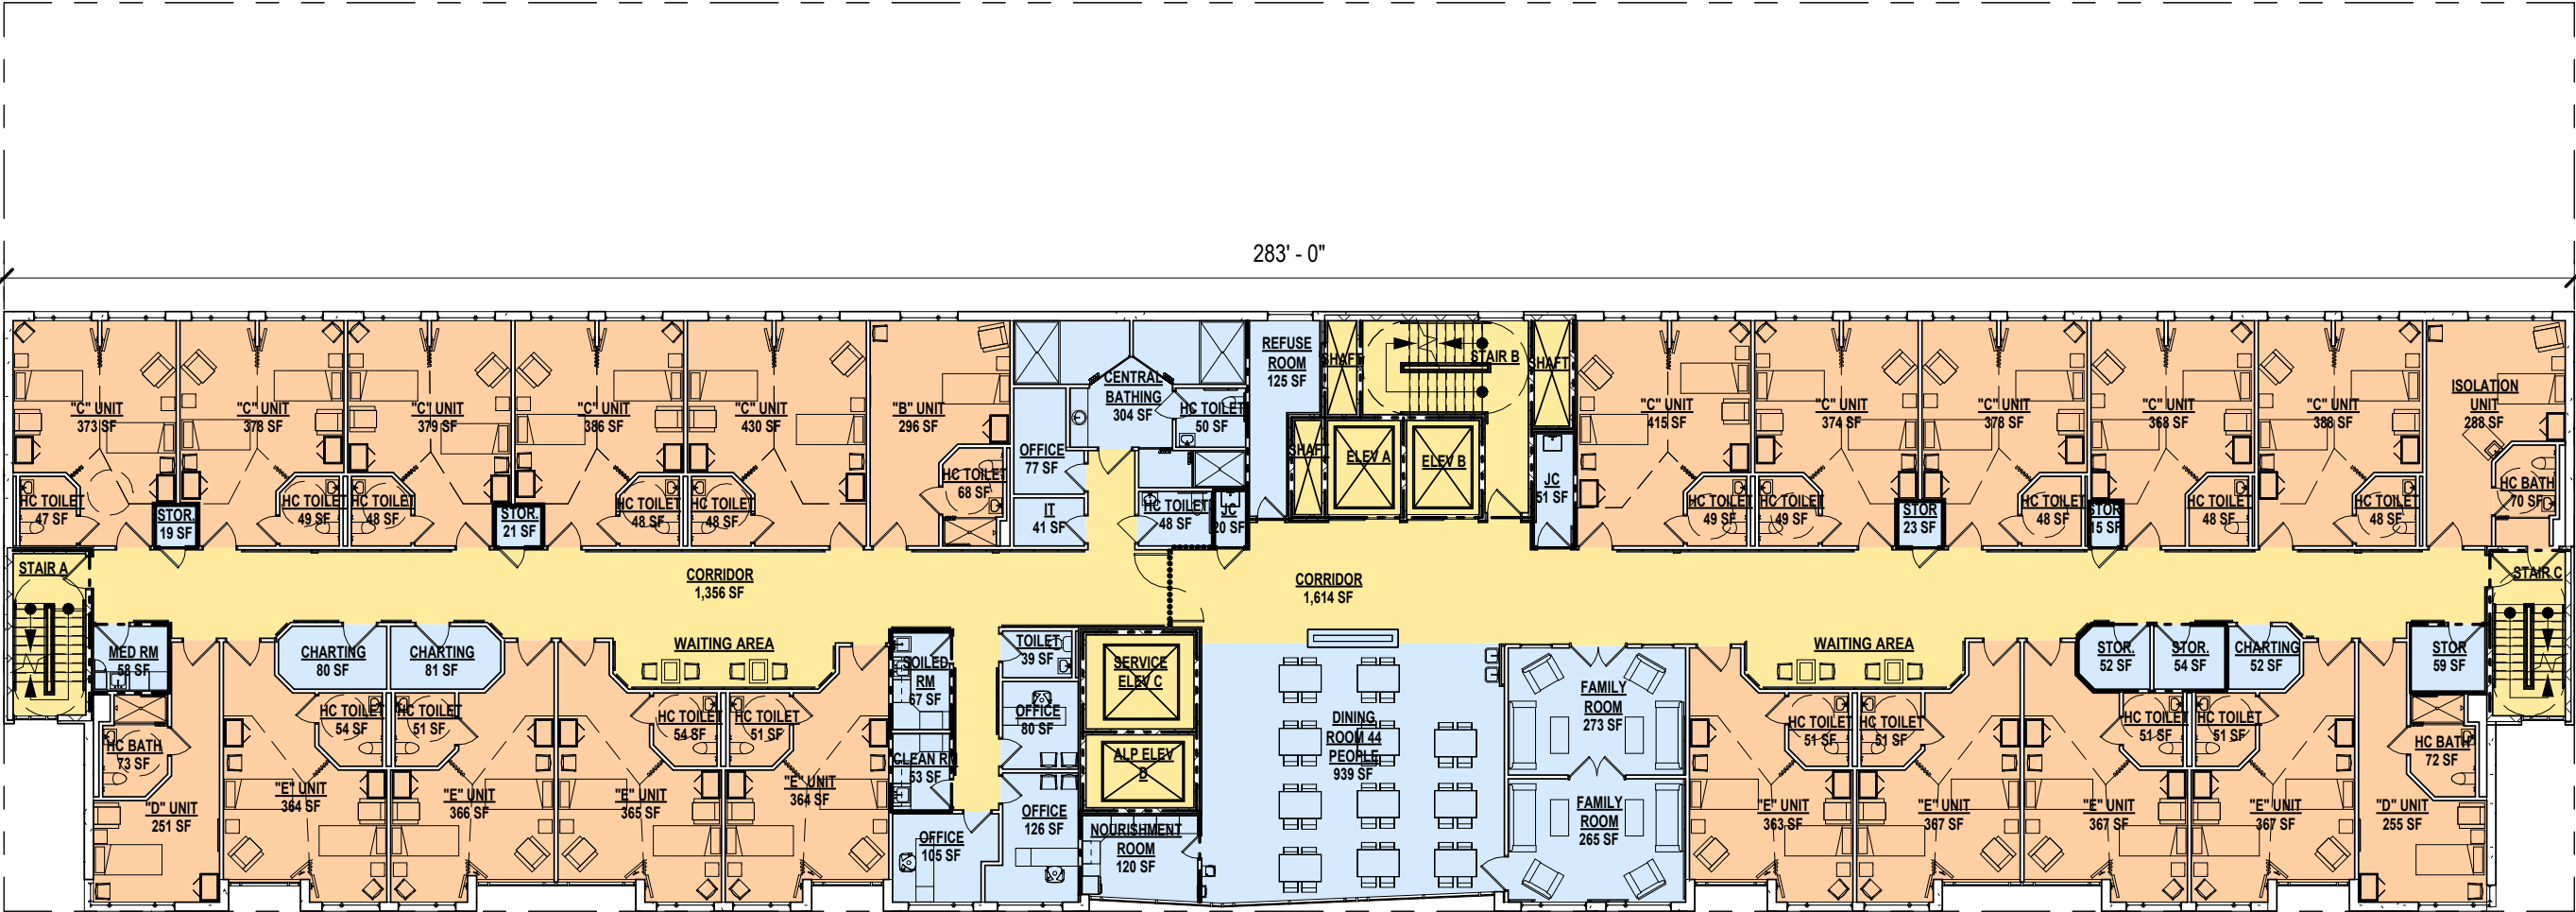 283' - 0"
"C" UNIT
373 SF
"C" UNIT
378 SF
"C" UNIT
379 SF
"C" UNIT
386 SF
"C" UNIT
430 SF
"B" UNIT
296 SF
CENTRAL
BATHING
304 SF
HC TOILET
50 SF
OFFICE
77 SF
IT
41 SF
HC TOILET
48 SF
JC
20 SF
REFUSE
ROOM
125 SF
SHAFT
STAIR B
SHAFT
SHAFT
ELEV A
ELEV B
JC
51 SF
"C" UNIT
415 SF
"C" UNIT
374 SF
"C" UNIT
378 SF
"C" UNIT
368 SF
"C" UNIT
388 SF
ISOLATION
UNIT
288 SF
HC TOILET
47 SF
STOR.
19 SF
HC TOILET
49 SF
HC TOILET
48 SF
STOR.
21 SF
HC TOILET
48 SF
HC TOILET
48 SF
HC TOILET
68 SF
HC TOILET
49 SF
HC TOILET
49 SF
STOR
23 SF
HC TOILET
48 SF
STOR
15 SF
HC TOILET
48 SF
HC TOILET
48 SF
HC BATH
70 SF
STAIR A
CORRIDOR
1,356 SF
CORRIDOR
1,614 SF
STAIR C
MED RM
58 SF
CHARTING
80 SF
CHARTING
81 SF
WAITING AREA
SOILED
RM
67 SF
TOILET
39 SF
SERVICE
ELEV C
WAITING AREA
STOR.
52 SF
STOR.
54 SF
CHARTING
52 SF
STOR
59 SF
HC BATH
73 SF
HC TOILET
54 SF
HC TOILET
51 SF
HC TOILET
54 SF
HC TOILET
51 SF
OFFICE
80 SF
CLEAN RM
53 SF
ALP ELEV
D
DINING
ROOM 44
PEOPLE
939 SF
FAMILY
ROOM
273 SF
FAMILY
ROOM
265 SF
HC TOILET
51 SF
HC TOILET
51 SF
HC TOILET
51 SF
HC TOILET
51 SF
HC BATH
72 SF
"D" UNIT
251 SF
"E" UNIT
364 SF
"E" UNIT
366 SF
"E" UNIT
365 SF
"E" UNIT
364 SF
OFFICE
105 SF
OFFICE
126 SF
NOURISHMENT
ROOM
120 SF
"E" UNIT
363 SF
"E" UNIT
367 SF
"E" UNIT
367 SF
"E" UNIT
367 SF
"D" UNIT
255 SF